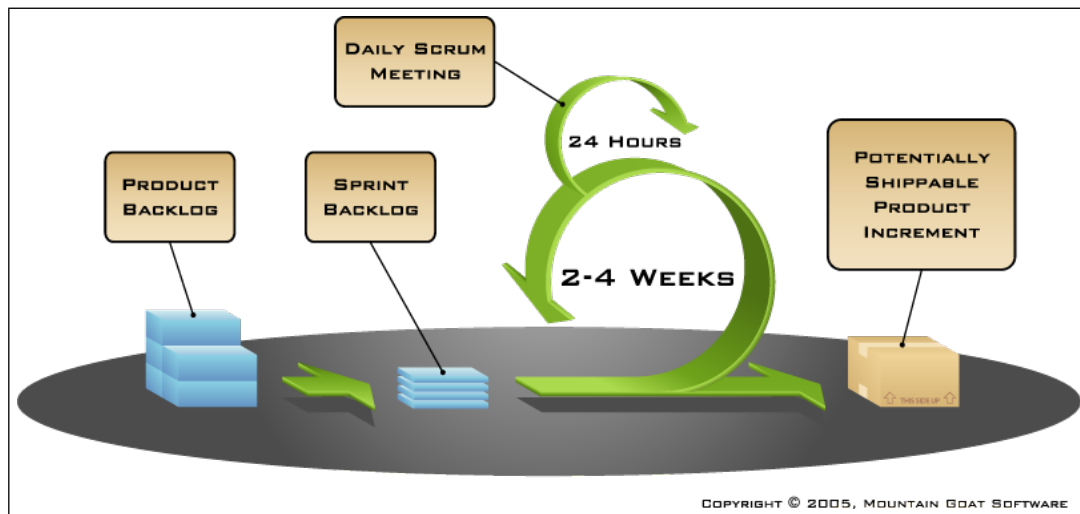 Daily Scrum
Meeting
24 Hours
Product
Backlog
Sprint
Backlog
Potentially
Shippable
Product
Increment
2-4 Weeks
THIS SIDE UP
Copyright © 2005, Mountain Goat Software